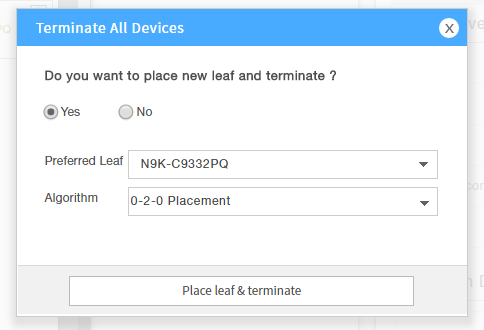 Terminate All Devices
X
Do you want to place new leaf and terminate ?
Yes
No
Preferred Leaf
N9K-C9332PQ
Algorithm
0-2-0 Placement
Place leaf & terminate